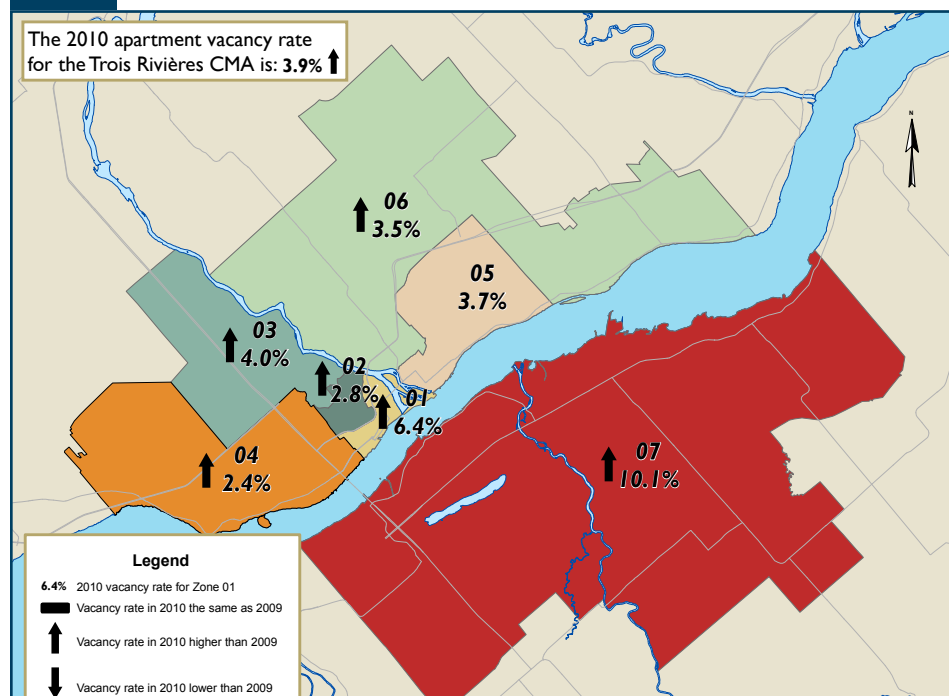 The 2010 apartment vacancy rate
for the Trois Rivières CMA is: 3.9%
N
06
3.5%
05
3.7%
03
4.0%
02
2.8%
01
6.4%
04
2.4%
07
10.1%
Legend
6.4% 2010 vacancy rate for Zone 01
Vacancy rate in 2010 the same as 2009
Vacancy rate in 2010 higher than 2009
Vacancy rate in 2010 lower than 2009